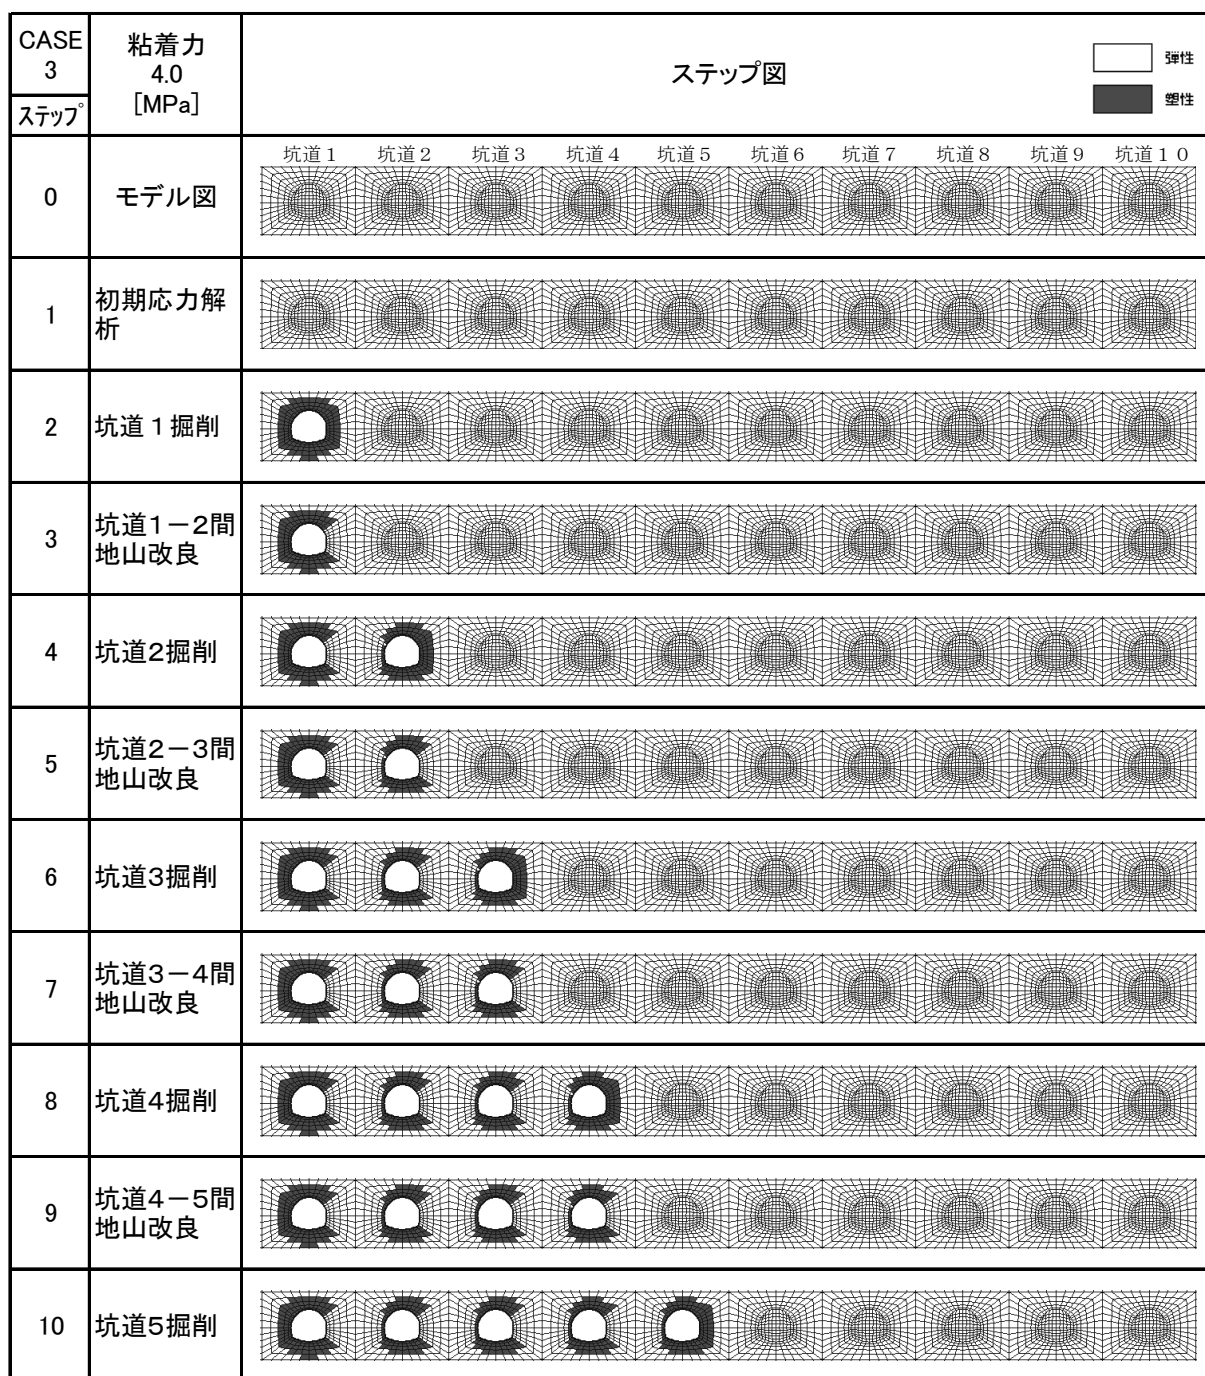 CASE
3
ステップ
粘着力
4.0
[MPa]
ステップ図
弾性
塑性
坑道1 坑道2 坑道3 坑道4 坑道5 坑道6 坑道7 坑道8 坑道9 坑道10
0 モデル図
1 初期応力解
析
2 坑道1掘削
3 坑道1－2間
地山改良
4 坑道2掘削
5 坑道2－3間
地山改良
6 坑道3掘削
7 坑道3－4間
地山改良
8 坑道4掘削
9 坑道4－5間
地山改良
10 坑道5掘削